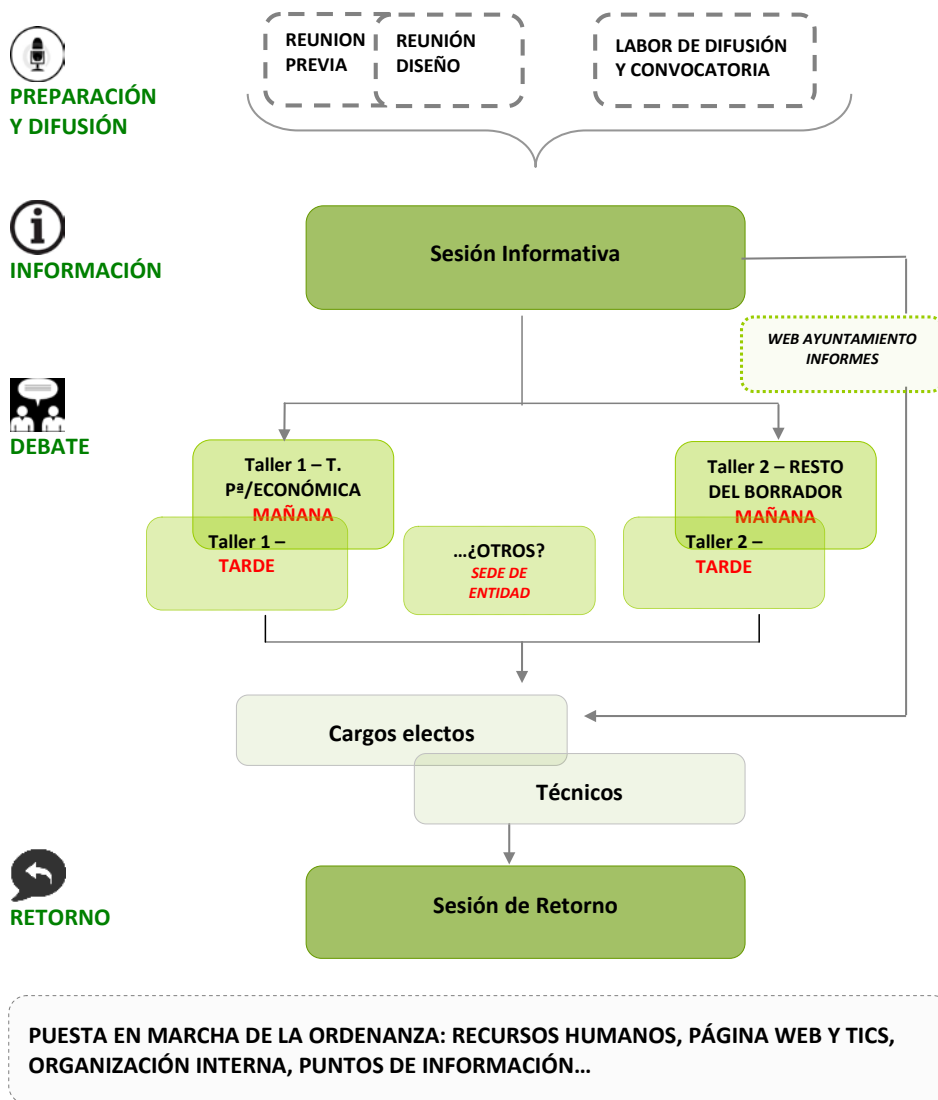 REUNION
PREVIA
REUNIÓN
DISEÑO
LABOR DE DIFUSIÓN
Y CONVOCATORIA
PREPARACIÓN
Y DIFUSIÓN
Sesión Informativa
INFORMACIÓN
WEB AYUNTAMIENTO
INFORMES
DEBATE
Taller 1 – T.
Pª/ECONÓMICA
MAÑANA
Taller 1 –
TARDE
…¿OTROS?
SEDE DE
ENTIDAD
Taller 2 – RESTO
DEL BORRADOR
MAÑANA
Taller 2 –
TARDE
Cargos electos
Técnicos
RETORNO
Sesión de Retorno
PUESTA EN MARCHA DE LA ORDENANZA: RECURSOS HUMANOS, PÁGINA WEB Y TICS,
ORGANIZACIÓN INTERNA, PUNTOS DE INFORMACIÓN…